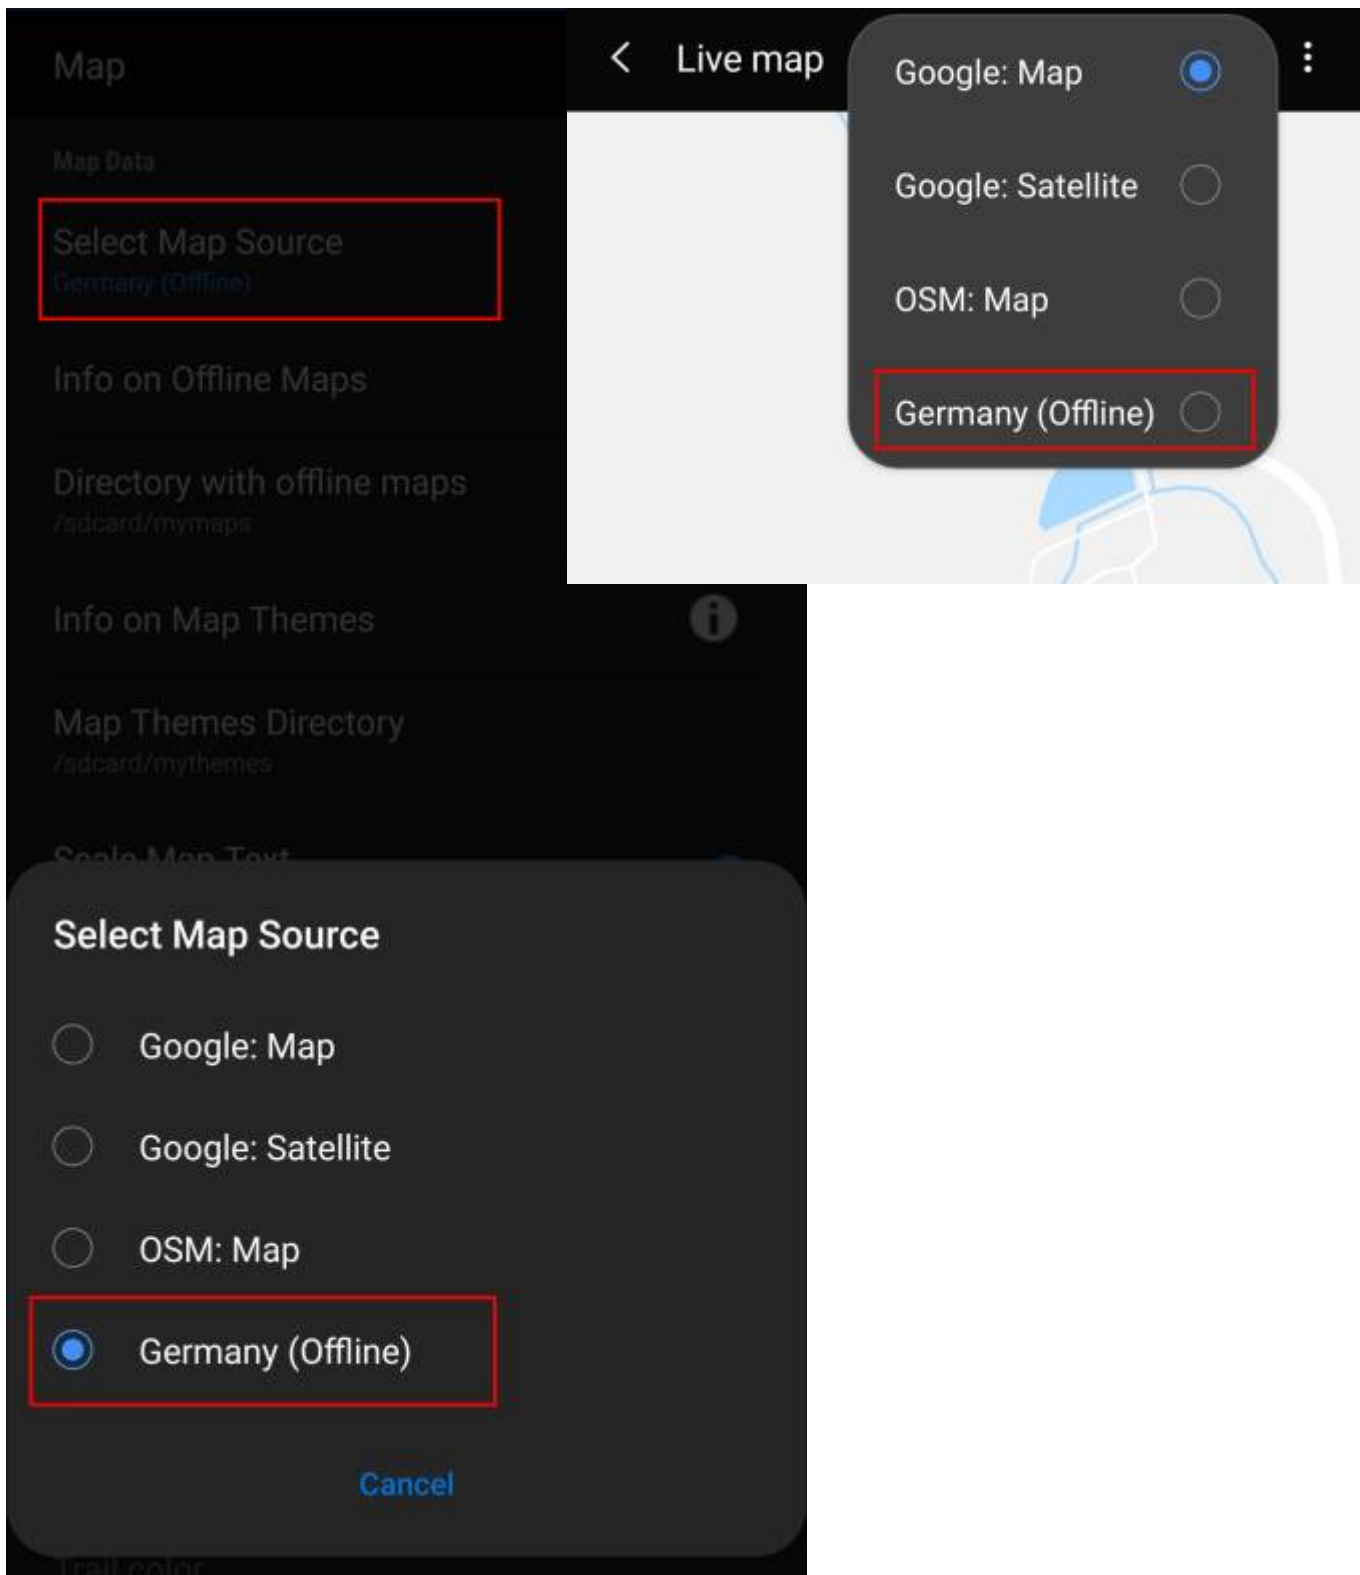 Map
Map Data
Select Map Source
Germany (Offline)
Info on Offline Maps
Directory with offline maps
/sdcard/mymaps
Info on Map Themes
Map Themes Directory
/sdcard/mythemes
Scale Map Text
Select Map Source
Google: Map
Google: Satellite
OSM: Map
Germany (Offline)
Cancel
Trail color
Live map
Google: Map
Google: Satellite
OSM: Map
Germany (Offline)